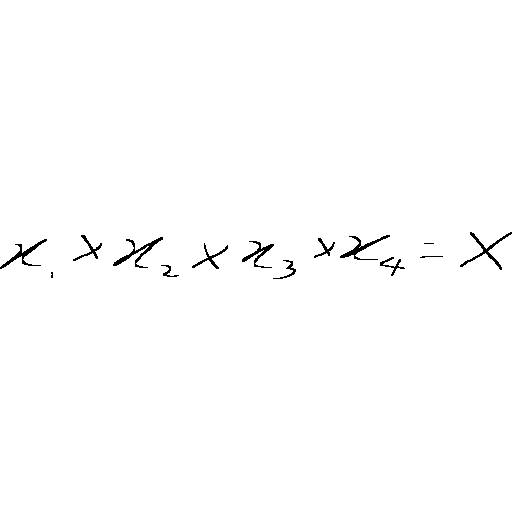 x₁ × x₂ × x₃ × x₄ = X